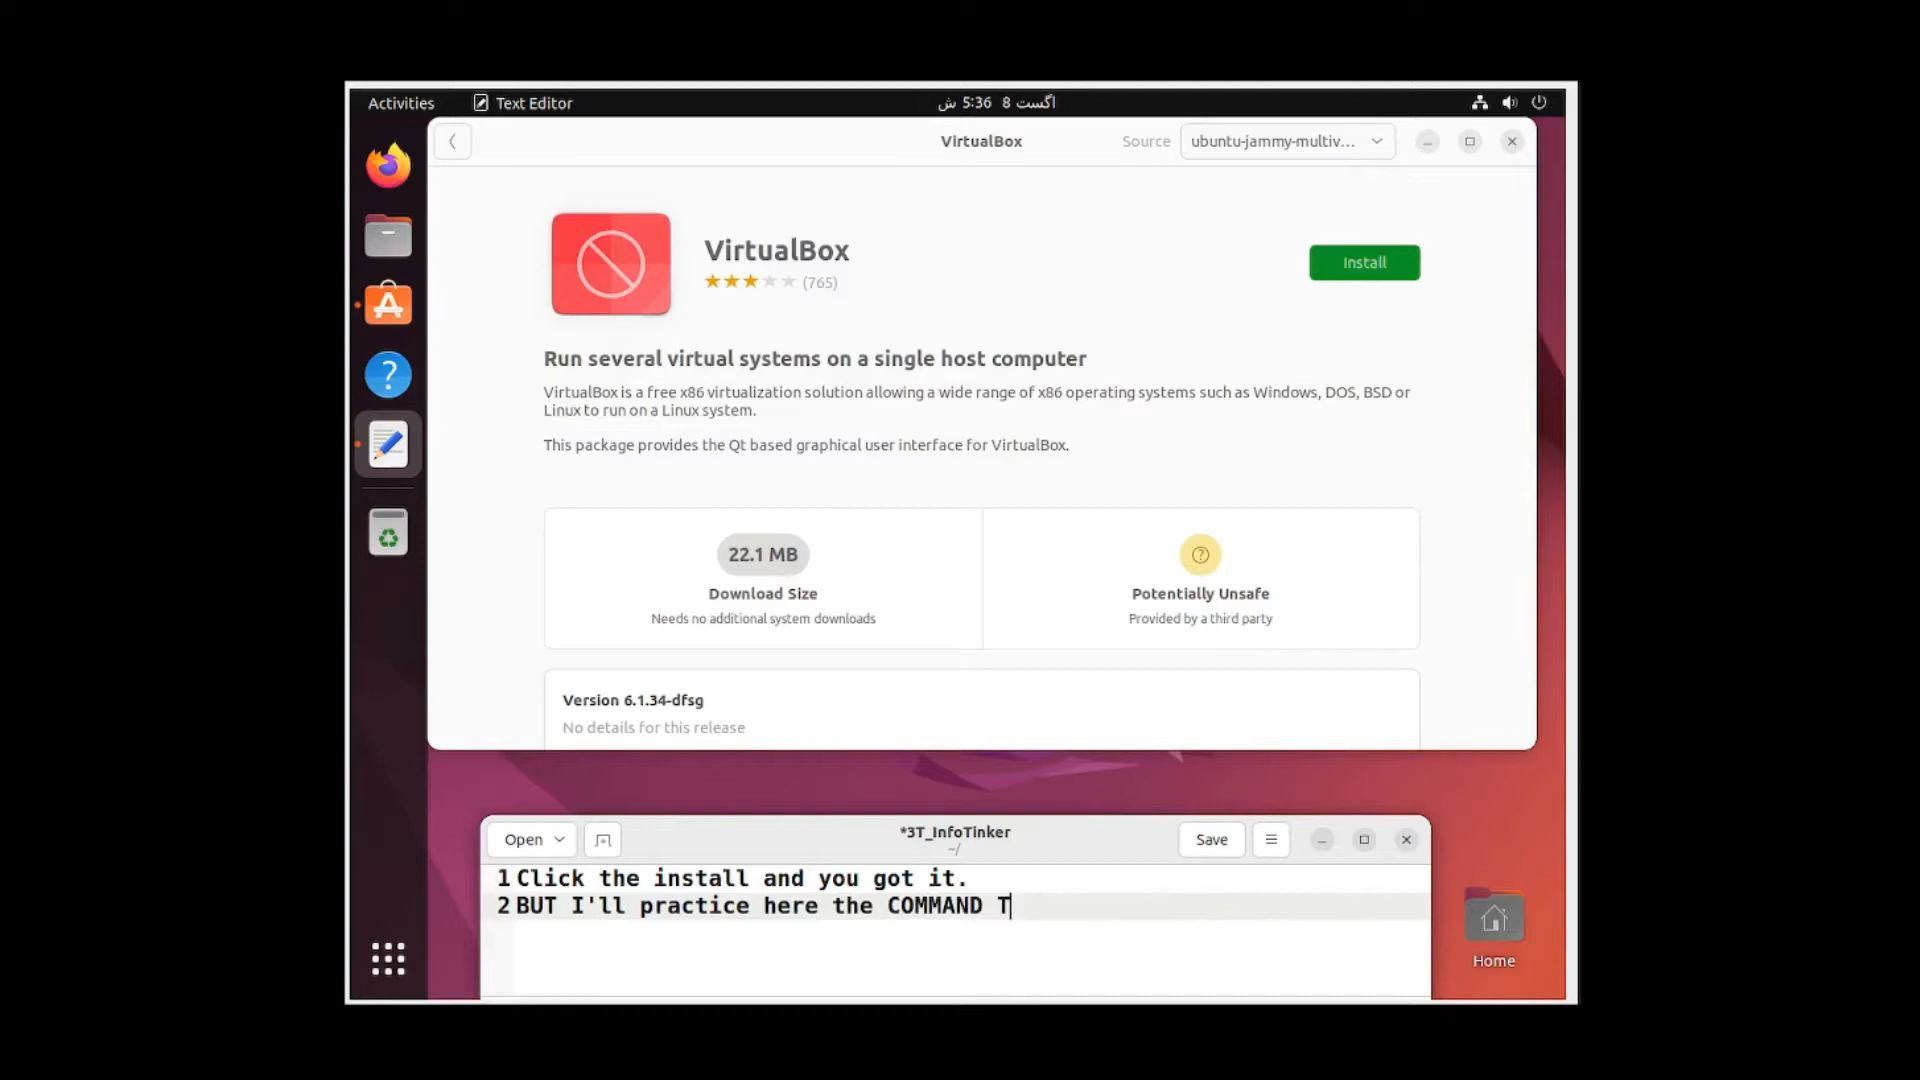 Activities
Text Editor
اگست 8 5:36 ش
VirtualBox
Source
ubuntu-jammy-multiv...
VirtualBox
(765)
Install
Run several virtual systems on a single host computer
VirtualBox is a free x86 virtualization solution allowing a wide range of x86 operating systems such as Windows, DOS, BSD or
Linux to run on a Linux system.
This package provides the Qt based graphical user interface for VirtualBox.
22.1 MB
Download Size
Needs no additional system downloads
Potentially Unsafe
Provided by a third party
Version 6.1.34-dfsg
No details for this release
Open
*3T_InfoTinker
~/
Save
1 Click the install and you got it.
2 BUT I'll practice here the COMMAND T
Home